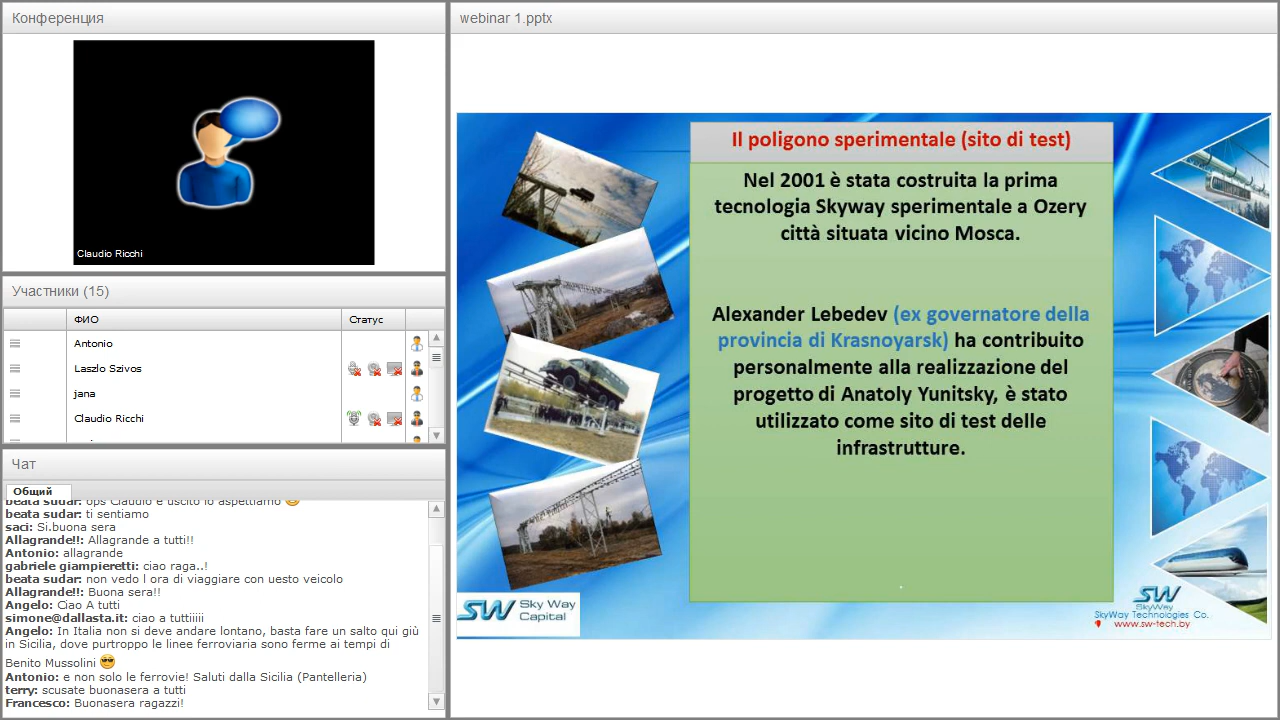 Конференция
Claudio Ricchi
Участники (15)
ФИО
Статус
Antonio
Laszlo Szivos
jana
Claudio Ricchi
Чат
Общий
beata sudar: ops Claudio e uscito lo aspettiamo
beata sudar: ti sentiamo
saci: Si.buona sera
Allagrande!!: Allagrande a tutti!!
Antonio: allagrande
gabriele giampieretti: ciao raga..!
beata sudar: non vedo l ora di viaggiare con uesto veicolo
Allagrande!!: Buona sera!!
Angelo: Ciao A tutti
simone@dallasta.it: ciao a tuttiiiii
Angelo: In Italia non si deve andare lontano, basta fare un salto qui giù
in Sicilia, dove purtroppo le linee ferroviaria sono ferme ai tempi di
Benito Mussolini
Antonio: e non solo le ferrovie! Saluti dalla Sicilia (Pantelleria)
terry: scusate buonasera a tutti
Francesco: Buonasera ragazzi!
webinar 1.pptx
Il poligono sperimentale (sito di test)
Nel 2001 è stata costruita la prima
tecnologia Skyway sperimentale a Ozery
città situata vicino Mosca.
Alexander Lebedev (ex governatore della
provincia di Krasnoyarsk) ha contribuito
personalmente alla realizzazione del
progetto di Anatoly Yunitsky, è stato
utilizzato come sito di test delle
infrastrutture.
.
SW Sky Way
Capital
SW
SkyWay
SkyWay Technologies Co.
www.sw-tech.by